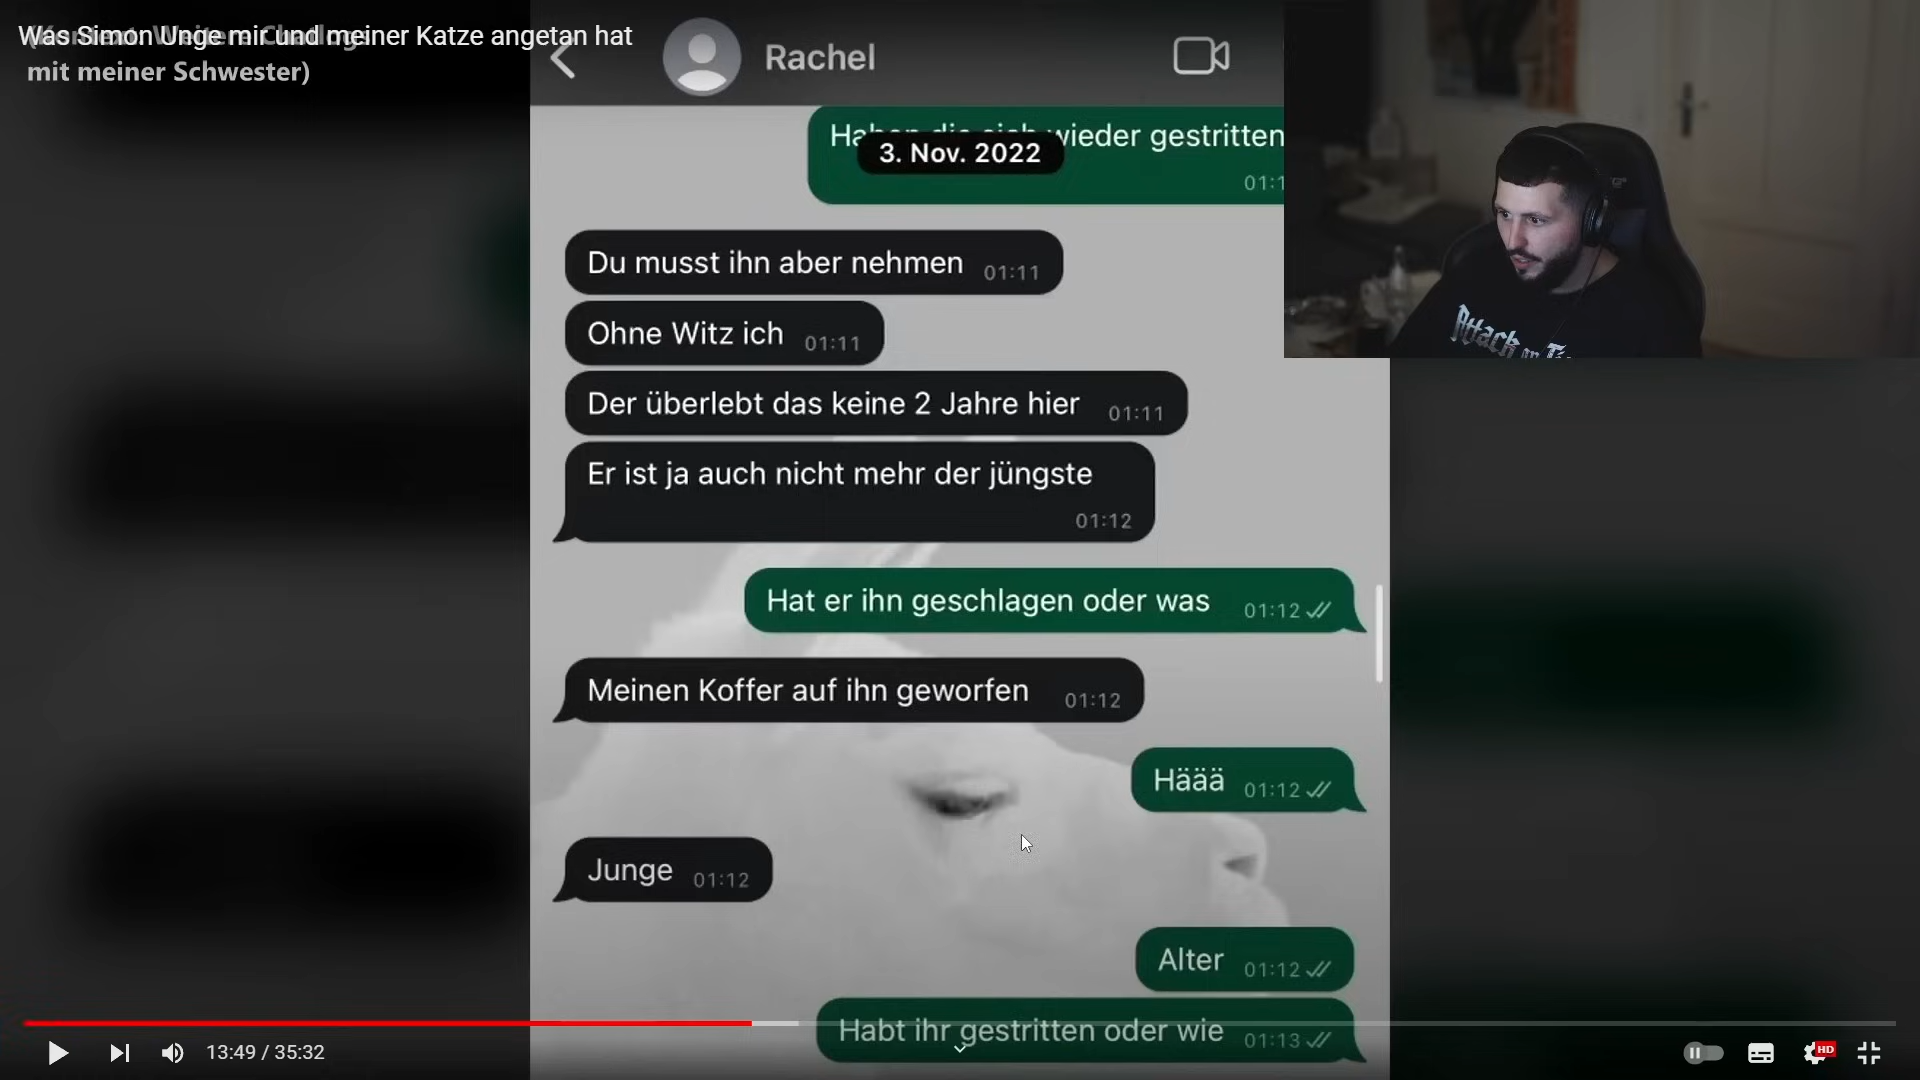 Was Simon Unge mir und meiner Katze angetan hat
mit meiner Schwester)
Rachel
wieder gestritten
3. Nov. 2022
Du musst ihn aber nehmen 01:11
Ohne Witz ich 01:11
Der überlebt das keine 2 Jahre hier 01:11
Er ist ja auch nicht mehr der jüngste
01:12
Hat er ihn geschlagen oder was 01:12
Meinen Koffer auf ihn geworfen 01:12
Häää 01:12
Junge 01:12
Alter 01:12
Habt ihr gestritten oder wie 01:13
Attack on
13:49 / 35:32
HD